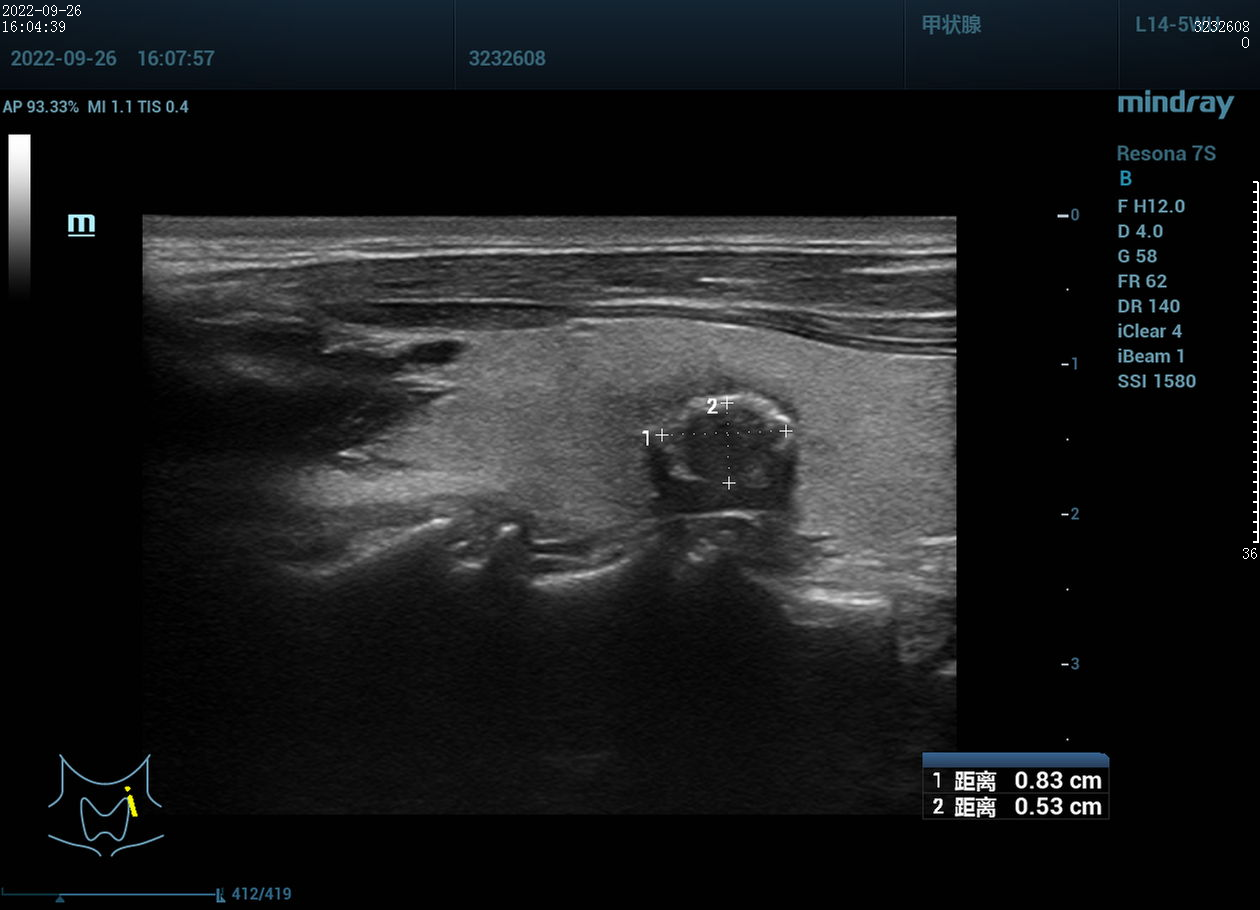 2022-09-26
16:04:39
2022-09-26 16:07:57
3232608
甲状腺
L14-5WU
3232608
0
AP 93.33% MI 1.1 TIS 0.4
mindray
Resona 7S
B
F H12.0
D 4.0
G 58
FR 62
DR 140
iClear 4
iBeam 1
SSI 1580
m
0
1
2
3
36
2
1
1 距离 0.83 cm
2 距离 0.53 cm
412/419